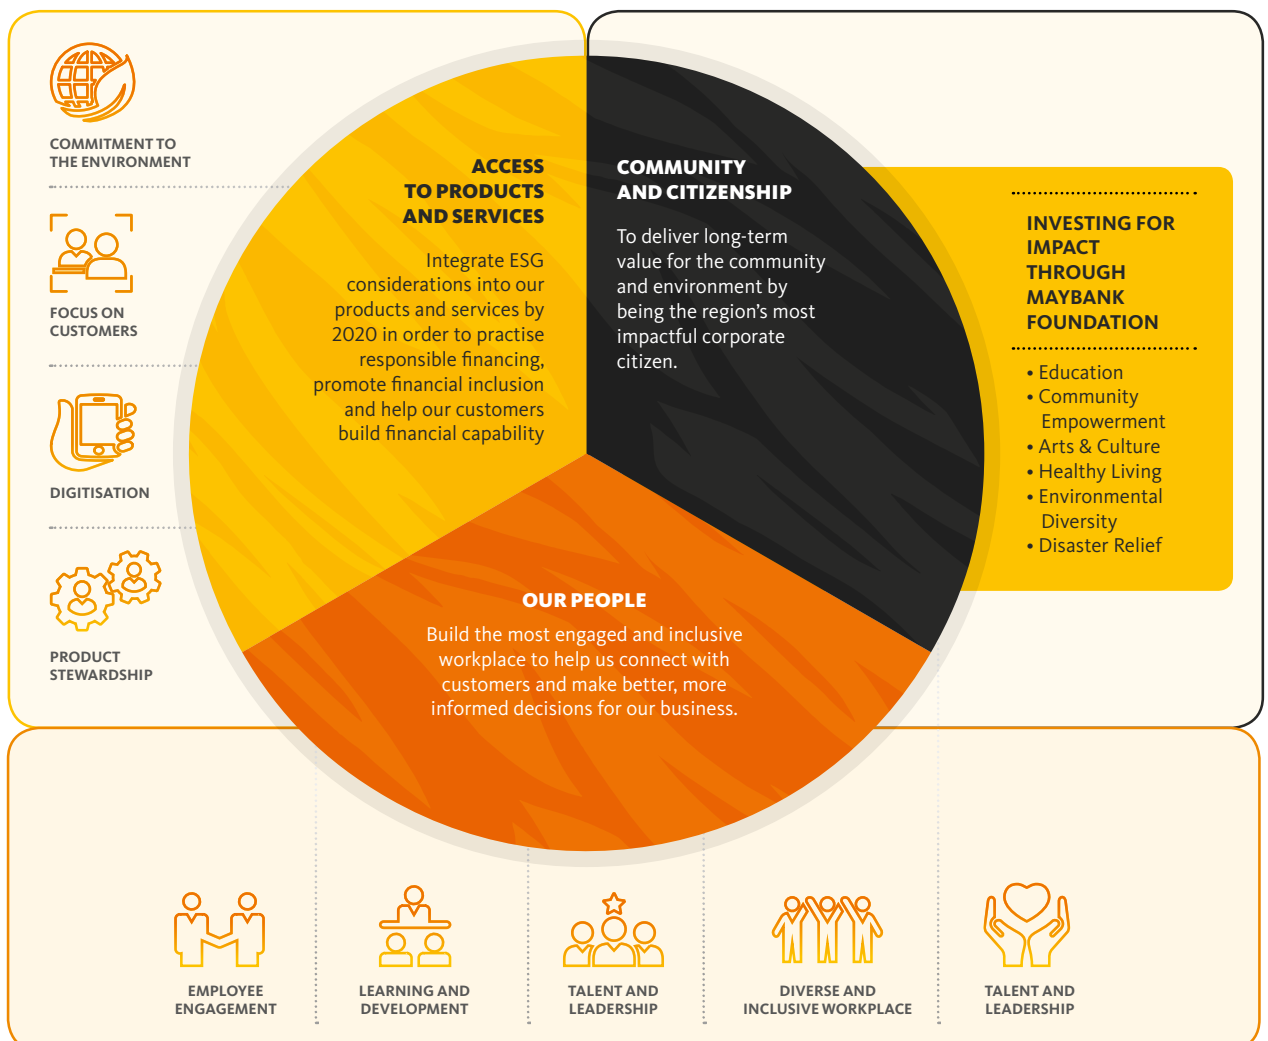 COMMITMENT TO
THE ENVIRONMENT
FOCUS ON
CUSTOMERS
DIGITISATION
PRODUCT
STEWARDSHIP
ACCESS
TO PRODUCTS
AND SERVICES
Integrate ESG
considerations into our
products and services by
2020 in order to practise
responsible financing,
promote financial inclusion
and help our customers
build financial capability
COMMUNITY
AND CITIZENSHIP
To deliver long-term
value for the community
and environment by
being the region’s most
impactful corporate
citizen.
INVESTING FOR
IMPACT
THROUGH
MAYBANK
FOUNDATION
• Education
• Community
Empowerment
• Arts & Culture
• Healthy Living
• Environmental
Diversity
• Disaster Relief
OUR PEOPLE
Build the most engaged and inclusive
workplace to help us connect with
customers and make better, more
informed decisions for our business.
EMPLOYEE
ENGAGEMENT
LEARNING AND
DEVELOPMENT
TALENT AND
LEADERSHIP
DIVERSE AND
INCLUSIVE WORKPLACE
TALENT AND
LEADERSHIP